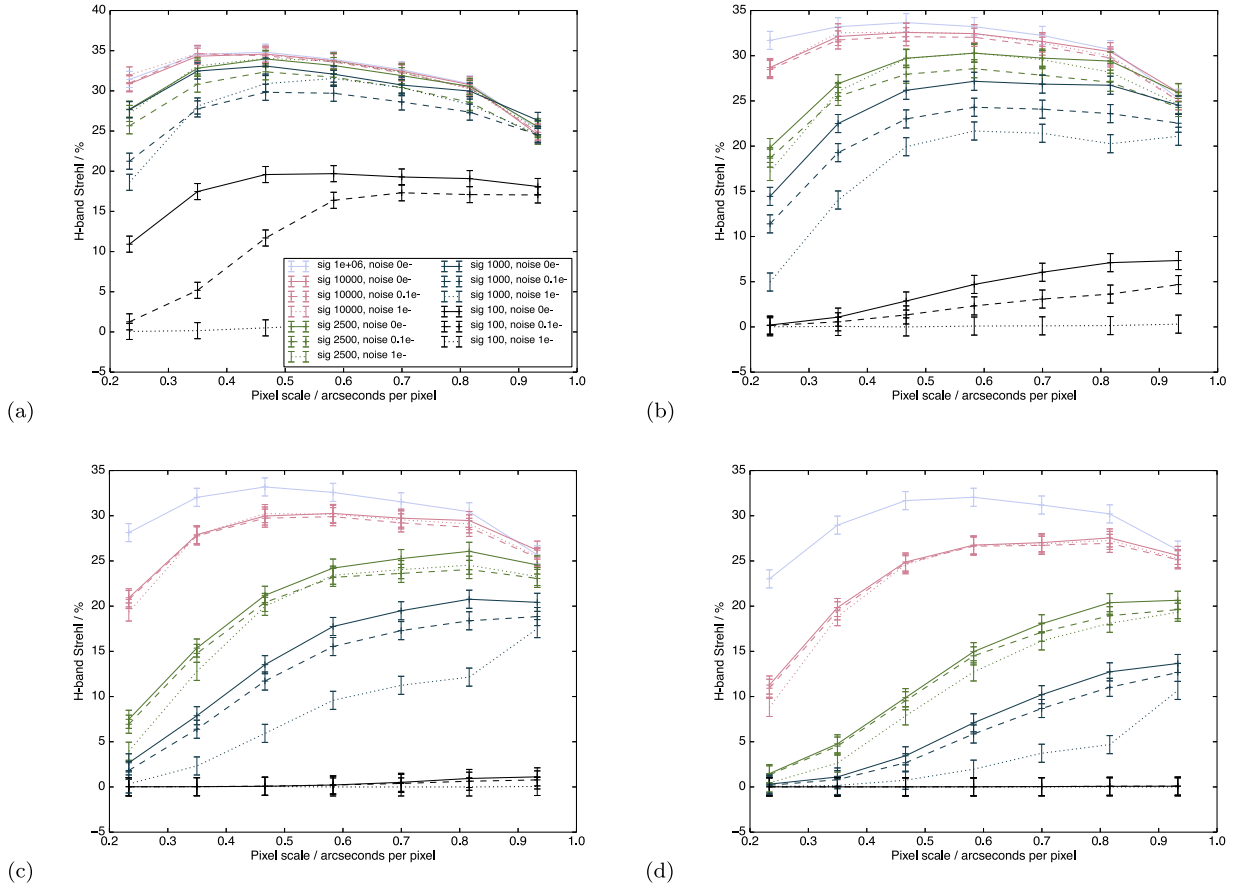 40
35
30
25
20
15
10
5
0
−5
H-band Strehl / %
sig 1e+06, noise 0e-
sig 10000, noise 0e-
sig 10000, noise 0.1e-
sig 10000, noise 1e-
sig 2500, noise 0e-
sig 2500, noise 0.1e-
sig 2500, noise 1e-
sig 1000, noise 0e-
sig 1000, noise 0.1e-
sig 1000, noise 1e-
sig 100, noise 0e-
sig 100, noise 0.1e-
sig 100, noise 1e-
0.2 0.3 0.4 0.5 0.6 0.7 0.8 0.9 1.0
Pixel scale / arcseconds per pixel
(a)
35
30
25
20
15
10
5
0
−5
H-band Strehl / %
0.2 0.3 0.4 0.5 0.6 0.7 0.8 0.9 1.0
Pixel scale / arcseconds per pixel
(b)
35
30
25
20
15
10
5
0
−5
H-band Strehl / %
0.2 0.3 0.4 0.5 0.6 0.7 0.8 0.9 1.0
Pixel scale / arcseconds per pixel
(c)
35
30
25
20
15
10
5
0
−5
H-band Strehl / %
0.2 0.3 0.4 0.5 0.6 0.7 0.8 0.9 1.0
Pixel scale / arcseconds per pixel
(d)